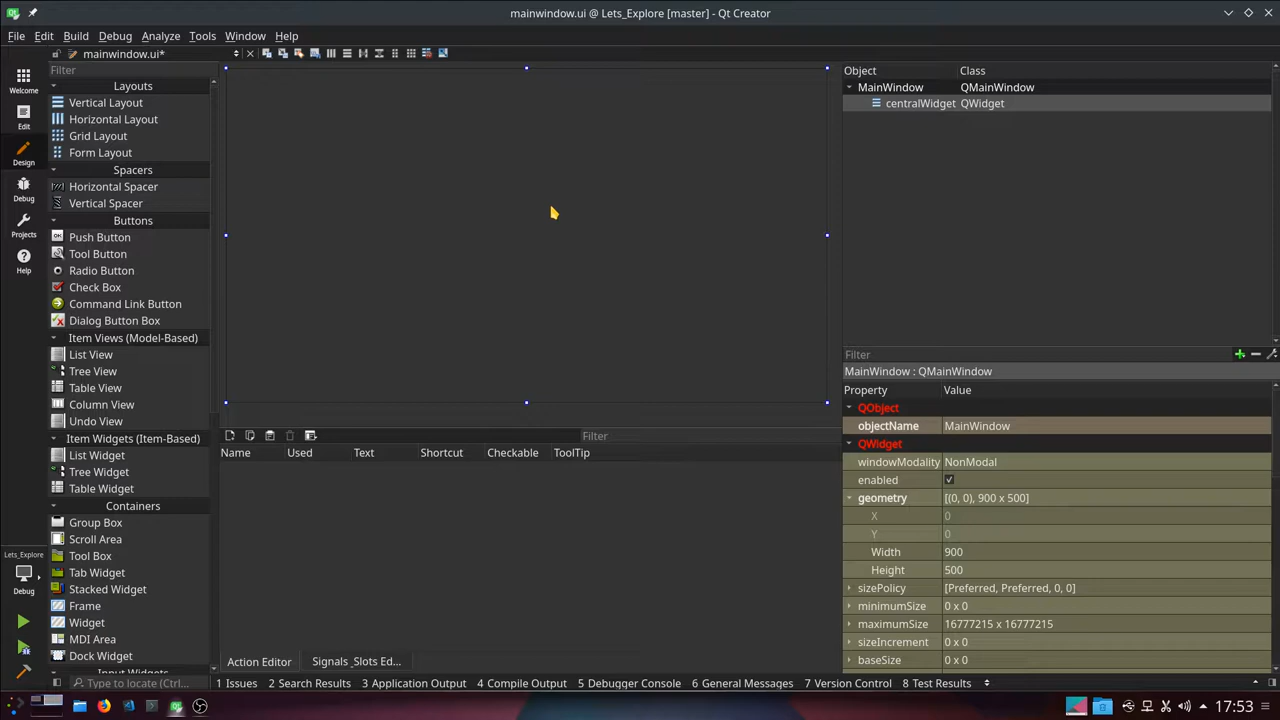 mainwindow.ui @ Lets_Explore [master] - Qt Creator
File Edit Build Debug Analyze Tools Window Help
mainwindow.ui*
Welcome
Edit
Design
Debug
Projects
Help
Lets_Explore
Debug
Filter
Layouts
Vertical Layout
Horizontal Layout
Grid Layout
Form Layout
Spacers
Horizontal Spacer
Vertical Spacer
Buttons
OK Push Button
Tool Button
Radio Button
Check Box
Command Link Button
Dialog Button Box
Item Views (Model-Based)
List View
Tree View
Table View
Column View
Undo View
Item Widgets (Item-Based)
List Widget
Tree Widget
Table Widget
Containers
Group Box
Scroll Area
Tool Box
Tab Widget
Stacked Widget
Frame
Widget
MDI Area
Dock Widget
Input Widgets
Filter
Name Used Text Shortcut Checkable ToolTip
Action Editor Signals _Slots Ed...
Object Class
MainWindow QMainWindow
centralWidget QWidget
Filter
MainWindow : QMainWindow
Property Value
QObject
objectName MainWindow
QWidget
windowModality NonModal
enabled
geometry [(0, 0), 900 x 500]
X 0
Y 0
Width 900
Height 500
sizePolicy [Preferred, Preferred, 0, 0]
minimumSize 0 x 0
maximumSize 16777215 x 16777215
sizeIncrement 0 x 0
baseSize 0 x 0
Type to locate (Ctrl+...
1 Issues 2 Search Results 3 Application Output 4 Compile Output 5 Debugger Console 6 General Messages 7 Version Control 8 Test Results
17:53